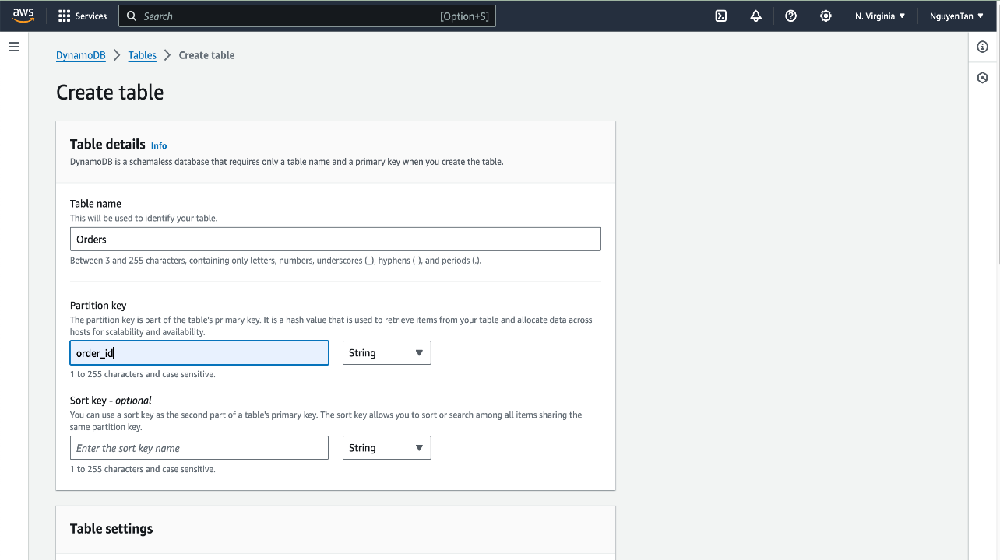 aws Services Search [Option+S] N. Virginia NguyenTan
DynamoDB Tables Create table
Create table
Table details Info
DynamoDB is a schemaless database that requires only a table name and a primary key when you create the table.
Table name
This will be used to identify your table.
Orders
Between 3 and 255 characters, containing only letters, numbers, underscores (_), hyphens (-), and periods (.).
Partition key
The partition key is part of the table's primary key. It is a hash value that is used to retrieve items from your table and allocate data across
hosts for scalability and availability.
order_id String
1 to 255 characters and case sensitive.
Sort key - optional
You can use a sort key as the second part of a table's primary key. The sort key allows you to sort or search among all items sharing the
same partition key.
Enter the sort key name String
1 to 255 characters and case sensitive.
Table settings